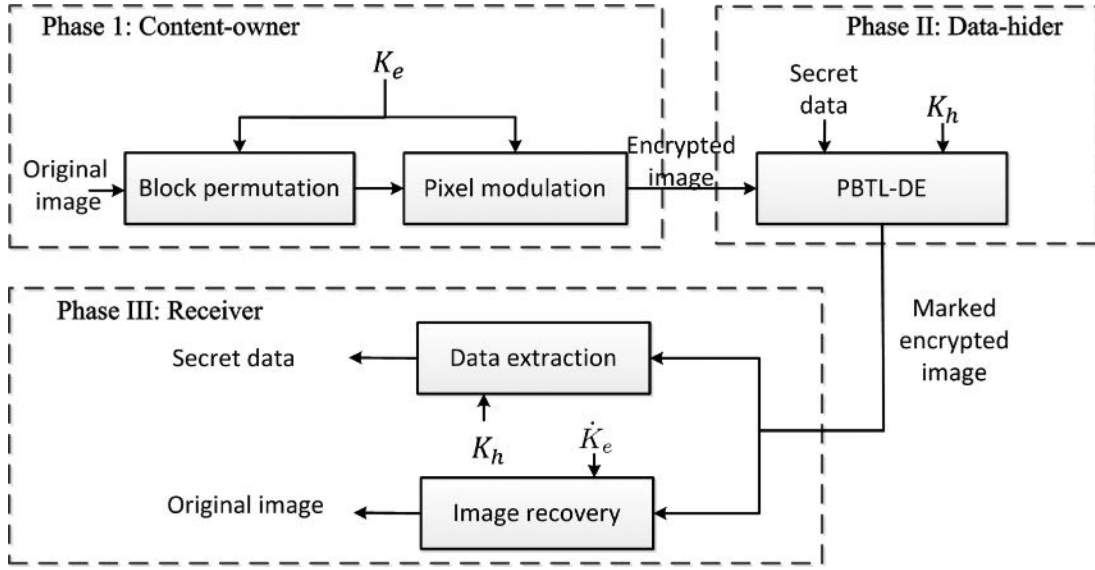 Phase 1: Content-owner
Phase II: Data-hider
K_e
Secret
data
K_h
Original
image
Block permutation
Pixel modulation
Encrypted
image
PBTL-DE
Phase III: Receiver
Marked
encrypted
image
Secret data
Data extraction
K_h
K̇_e
Original image
Image recovery